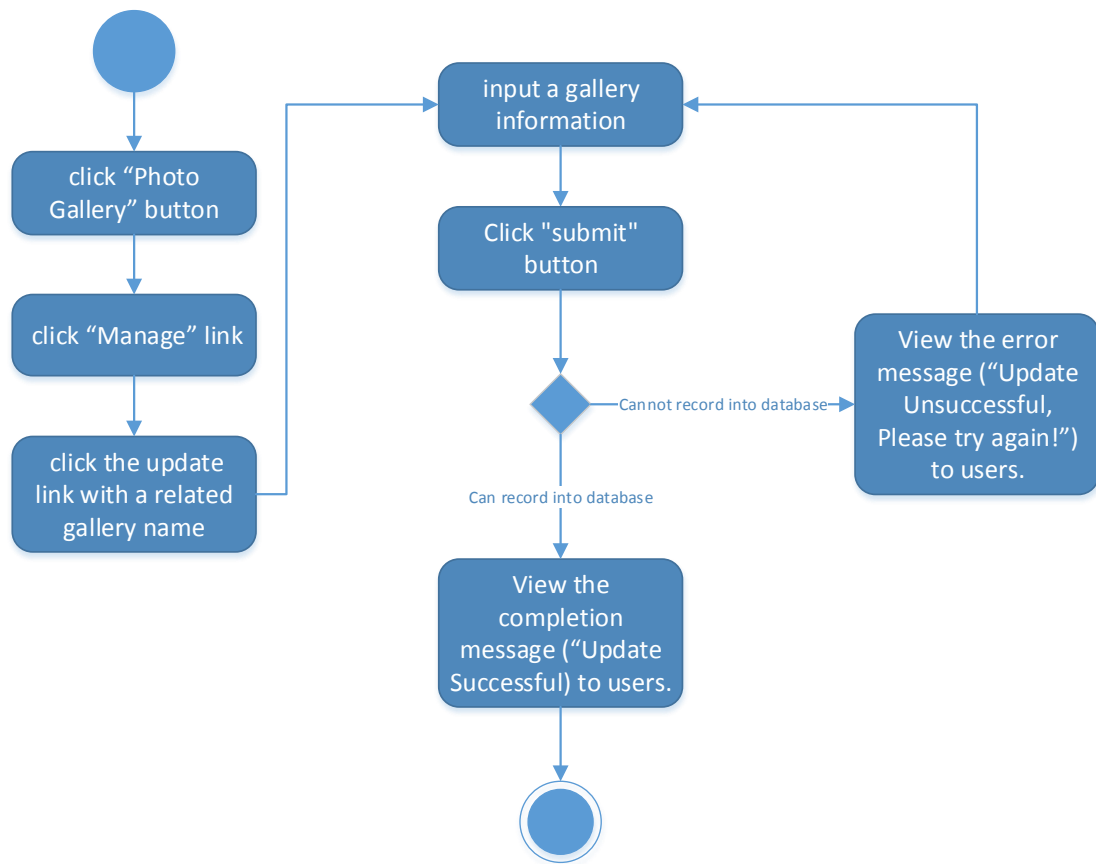 click “Photo
Gallery” button
click “Manage” link
click the update
link with a related
gallery name
input a gallery
information
Click "submit"
button
Cannot record into database
View the error
message (“Update
Unsuccessful,
Please try again!”)
to users.
Can record into database
View the
completion
message (“Update
Successful) to users.